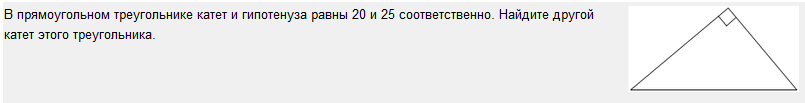 В прямоугольном треугольнике катет и гипотенуза равны 20 и 25 соответственно. Найдите другой
катет этого треугольника.